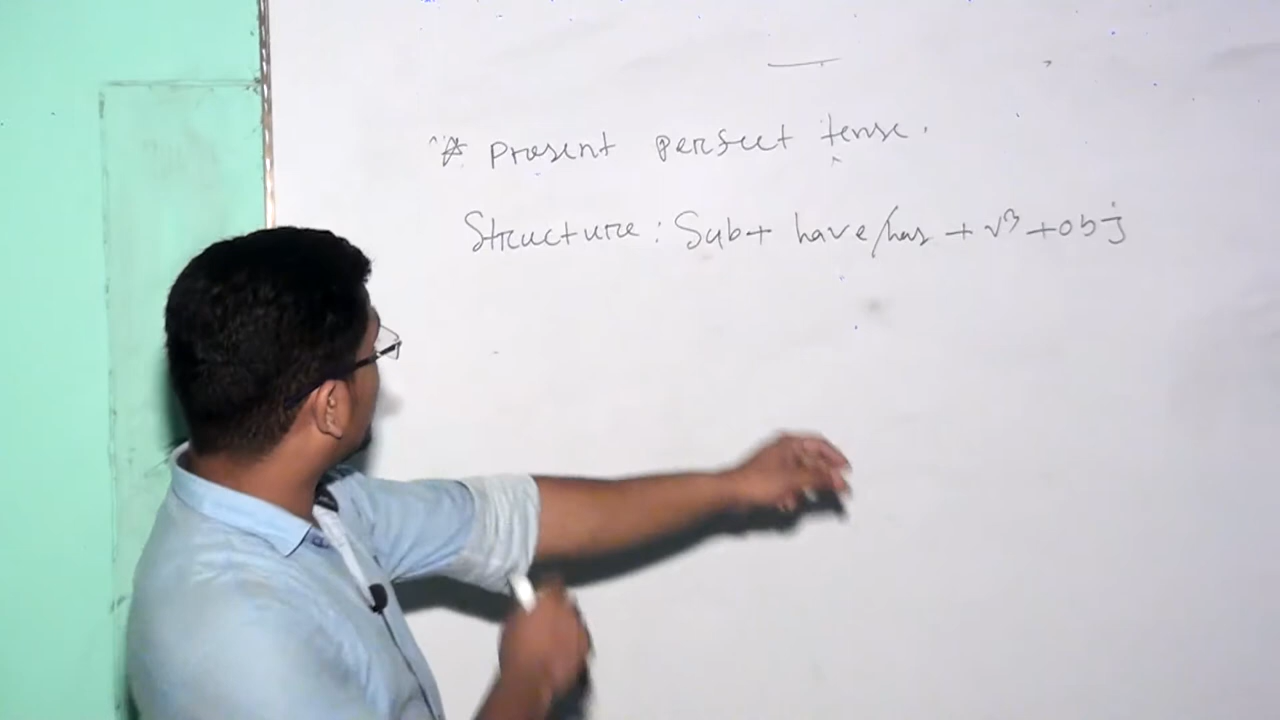 * Present perfect tense.
Structure: Sub+ have/has + v3 + obj